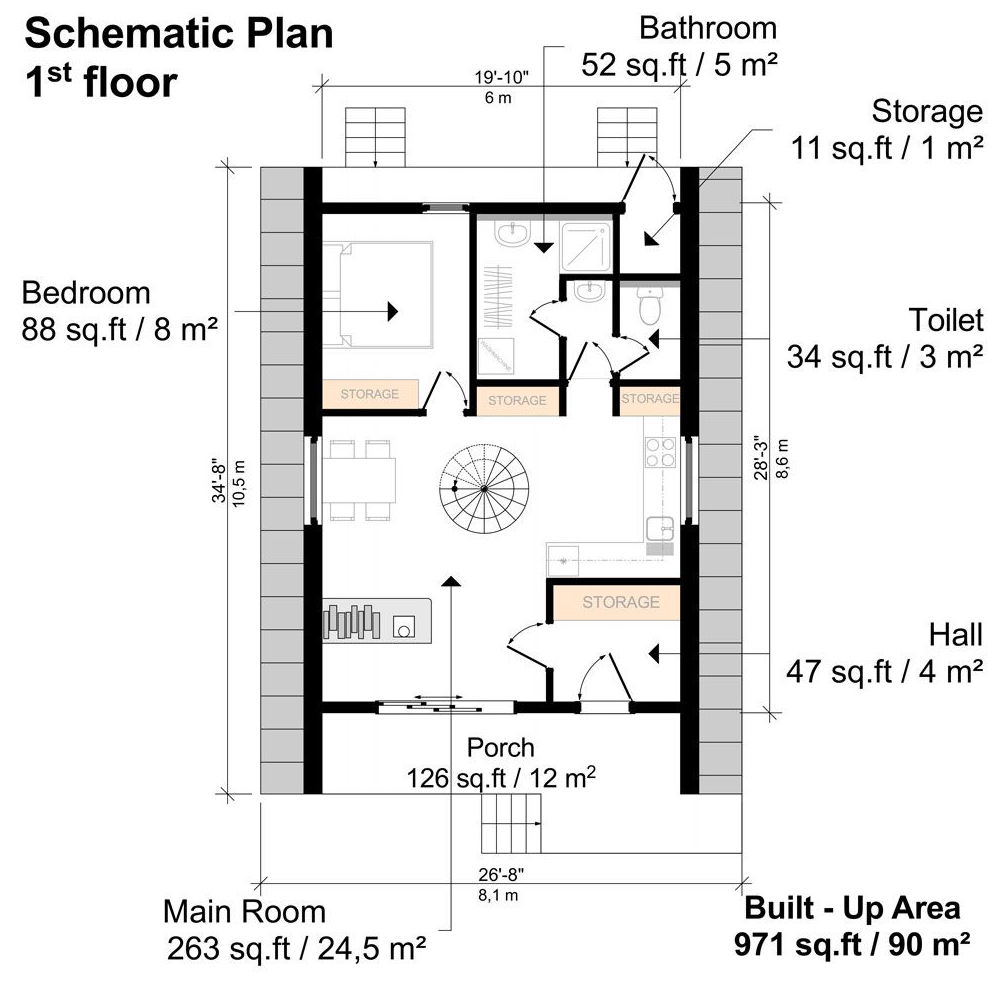 Schematic Plan
1st floor
Bathroom
52 sq.ft / 5 m²
19'-10"
6 m
Storage
11 sq.ft / 1 m²
Bedroom
88 sq.ft / 8 m²
Toilet
34 sq.ft / 3 m²
STORAGE
STORAGE
STORAGE
34'-8"
10,5 m
28'-3"
8,6 m
STORAGE
Hall
47 sq.ft / 4 m²
Porch
126 sq.ft / 12 m²
26'-8"
8,1 m
Main Room
263 sq.ft / 24,5 m²
Built - Up Area
971 sq.ft / 90 m²